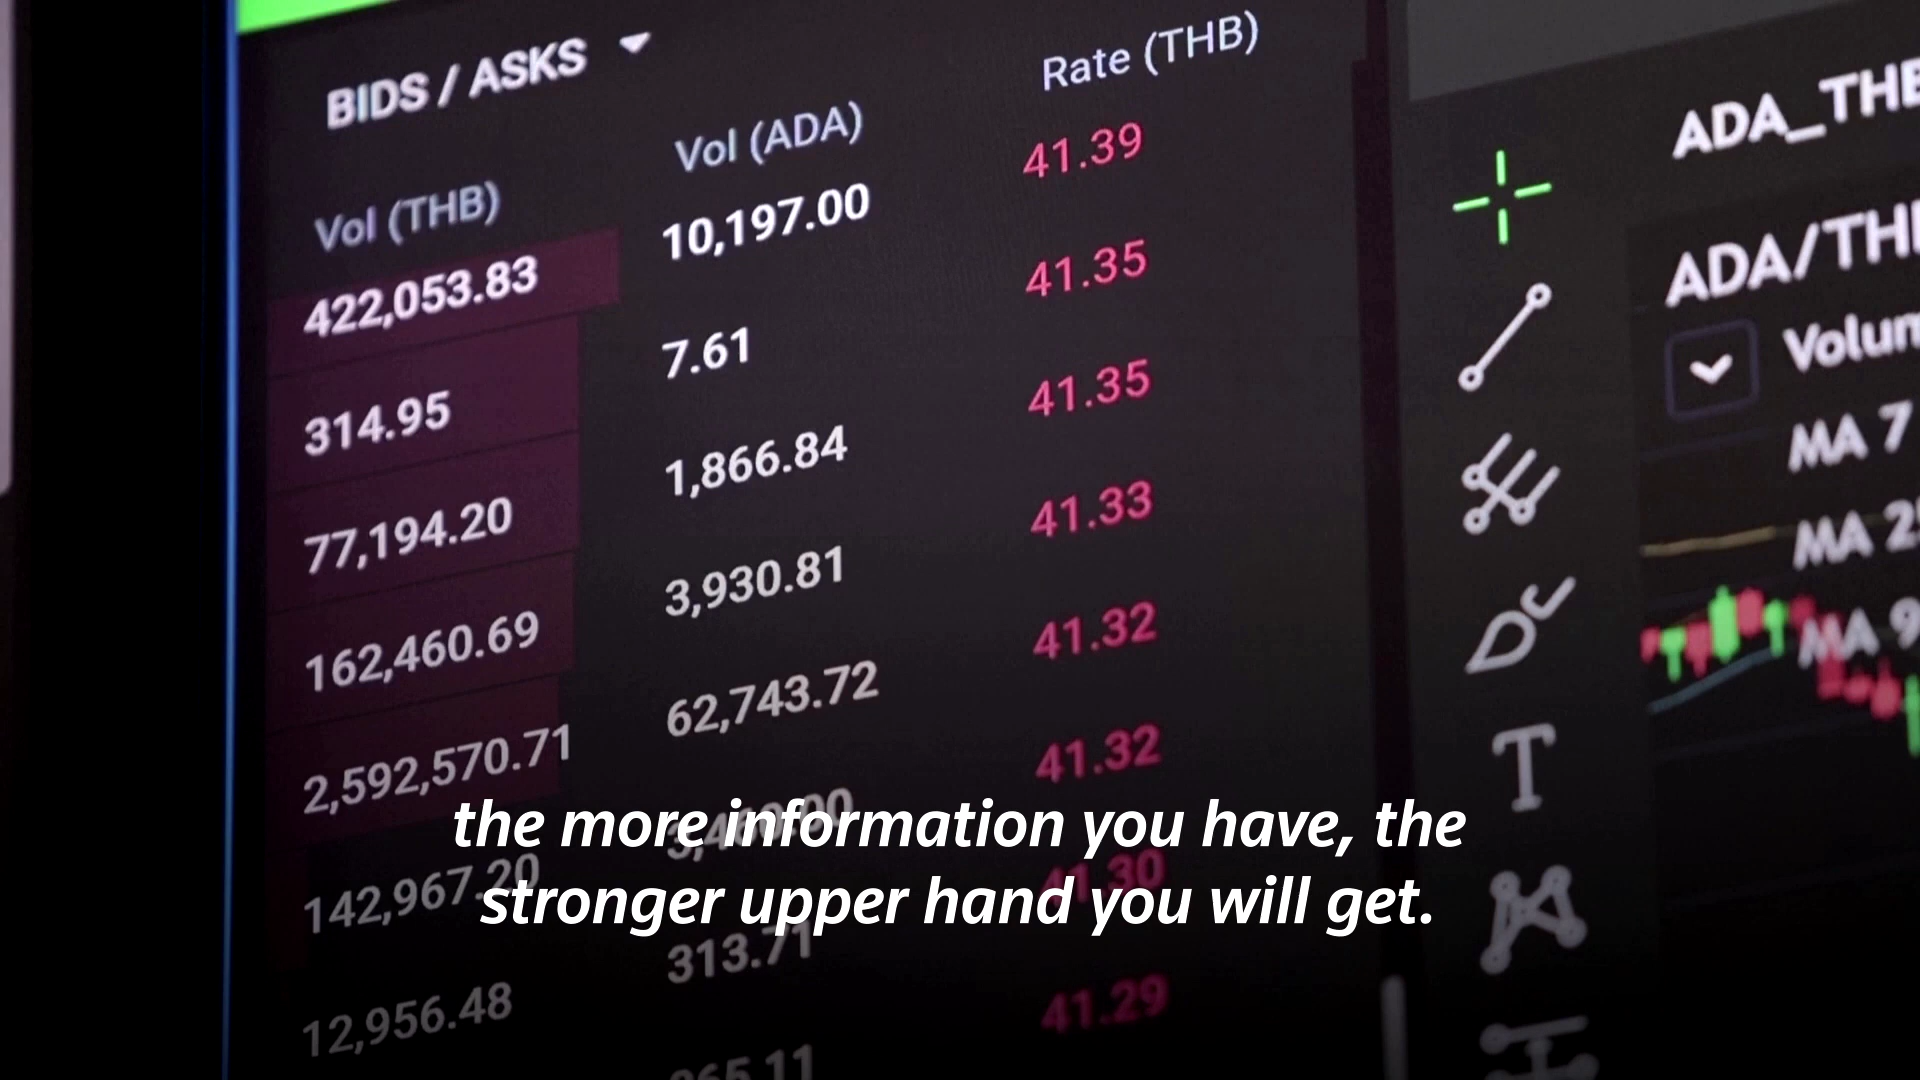 BIDS / ASKS
Vol (THB) Vol (ADA) Rate (THB)
422,053.83 10,197.00 41.39
314.95 7.61 41.35
77,194.20 1,866.84 41.35
162,460.69 3,930.81 41.33
2,592,570.71 62,743.72 41.32
142,967.20 41.32
12,956.48 313.71 41.30
41.29
ADA/TH
MA 7
T
the more information you have, the
stronger upper hand you will get.